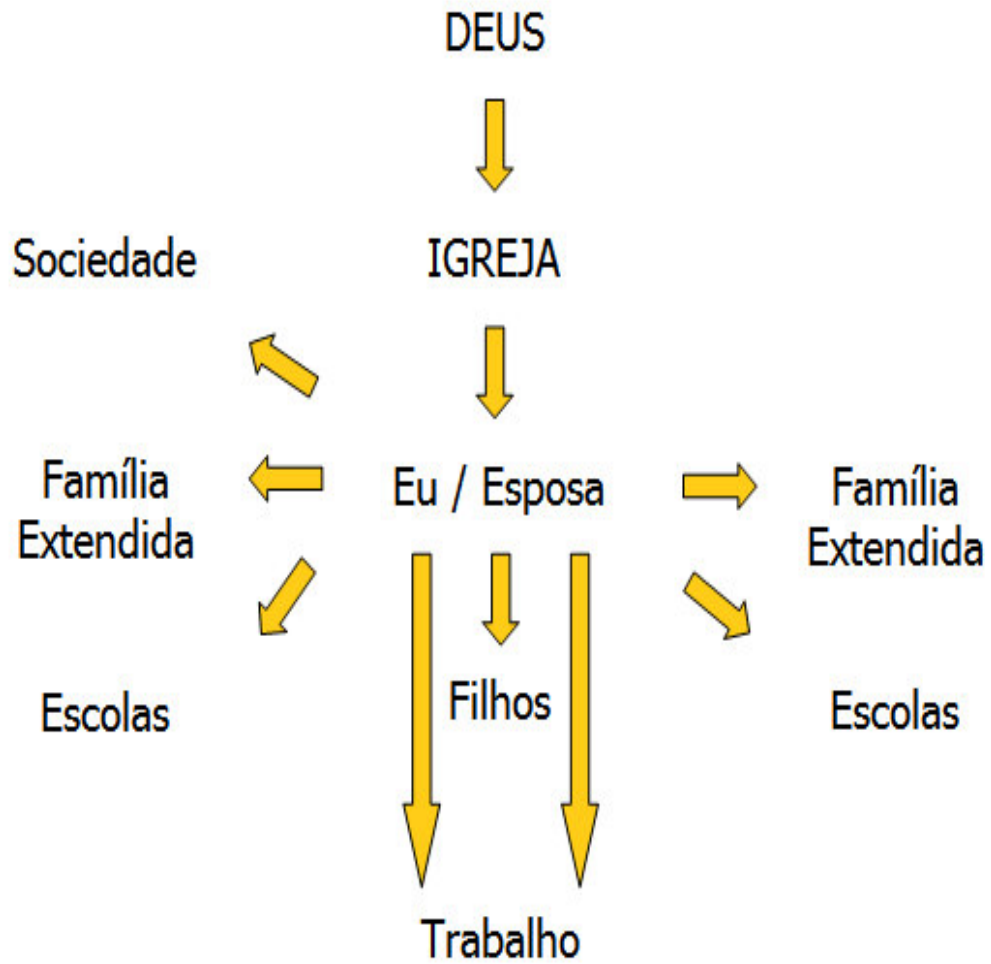 DEUS
Sociedade
IGREJA
Família
Extendida
Eu / Esposa
Família
Extendida
Escolas
Filhos
Escolas
Trabalho